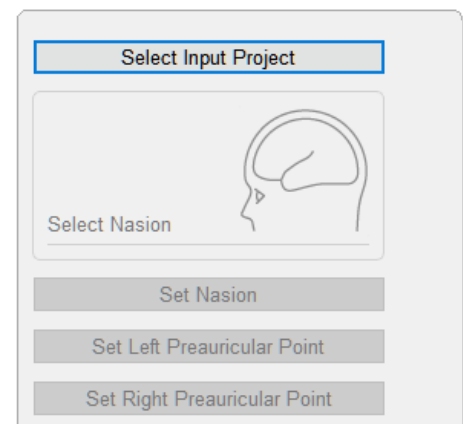 Select Input Project
Select Nasion
Set Nasion
Set Left Preauricular Point
Set Right Preauricular Point